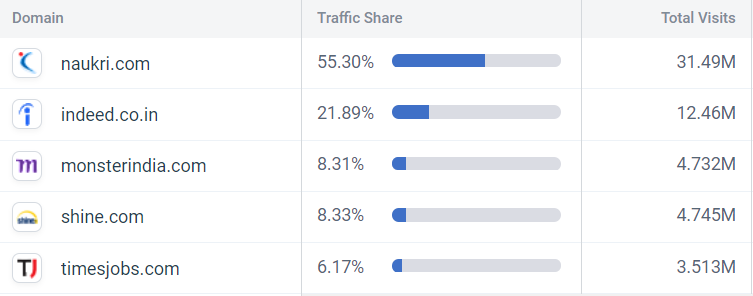 Domain Traffic Share Total Visits
naukri.com 55.30% 31.49M
indeed.co.in 21.89% 12.46M
monsterindia.com 8.31% 4.732M
shine.com 8.33% 4.745M
timesjobs.com 6.17% 3.513M